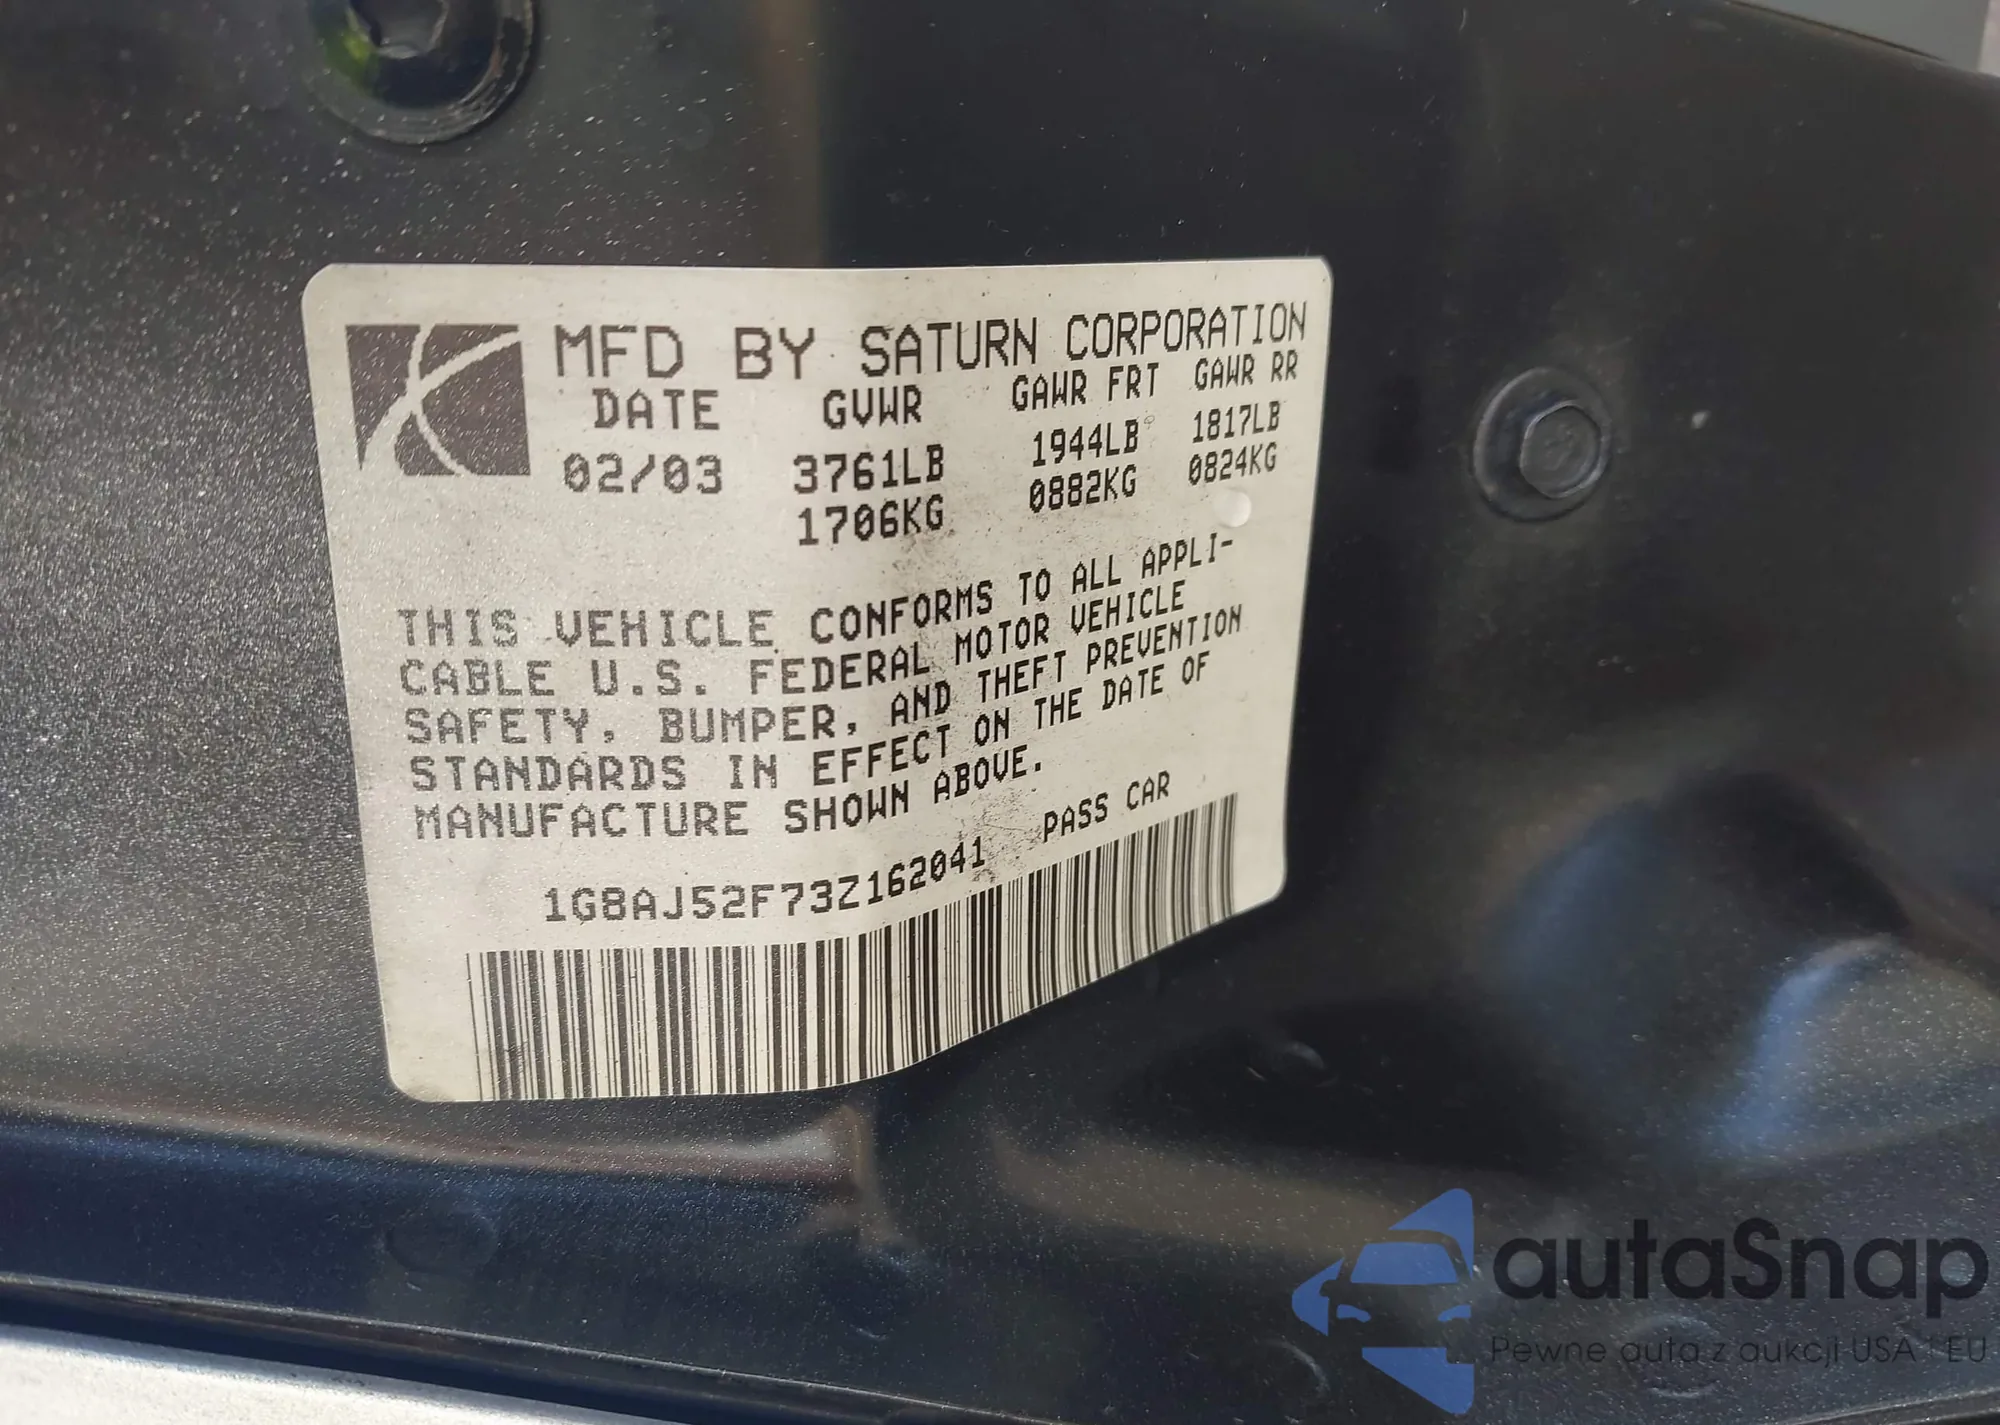 MFD BY SATURN CORPORATION
DATE GVWR GAWR FRT GAWR RR
02/03 3761LB 1944LB 1817LB
1706KG 0882KG 0824KG
THIS VEHICLE CONFORMS TO ALL APPLI-
CABLE U.S. FEDERAL MOTOR VEHICLE
SAFETY, BUMPER, AND THEFT PREVENTION
STANDARDS IN EFFECT ON THE DATE OF
MANUFACTURE SHOWN ABOVE.
1G8AJ52F73Z162041 PASS CAR
autaSnap
Pewne auta z aukcji USA i EU